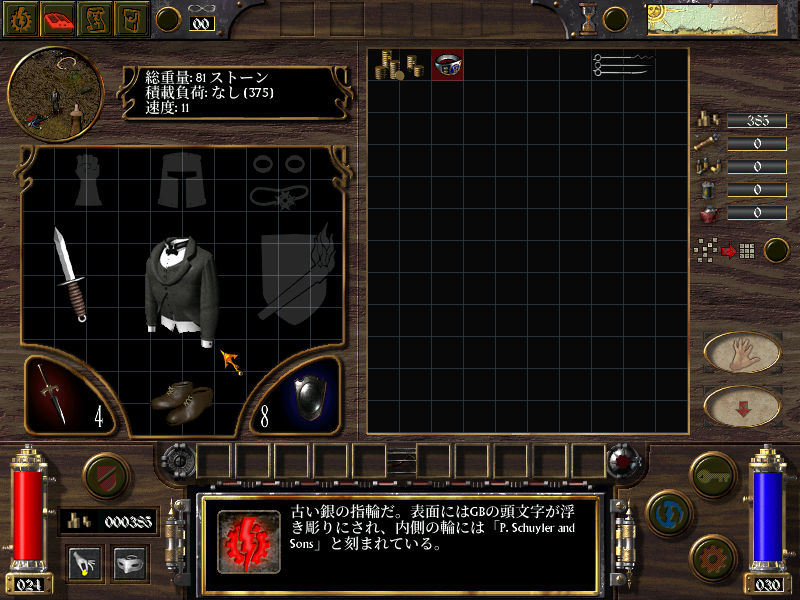 00
総重量: 81 ストーン
積載負荷: なし (375)
速度: 11
385
0
0
0
0
4
8
000385
古い銀の指輪だ。表面にはGBの頭文字が浮
き彫りにされ、内側の輪には「P. Schuyler and
Sons」と刻まれている。
024
030